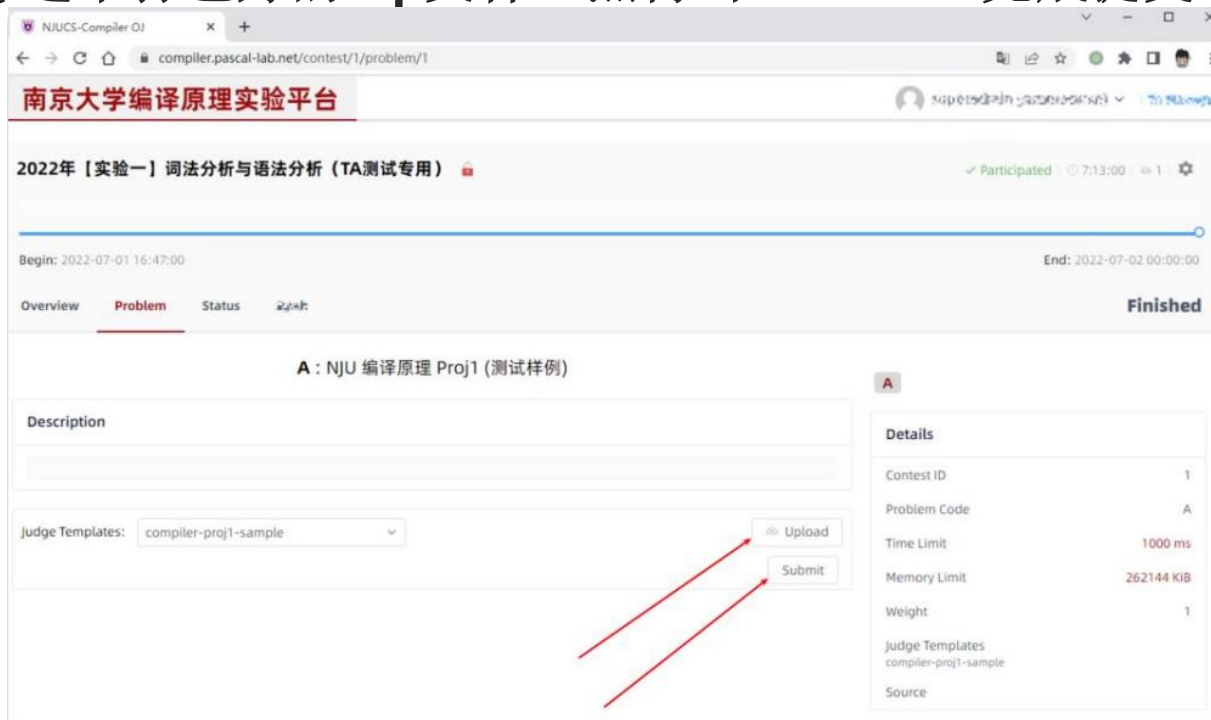 NJUCS-Compiler OJ
compiler.pascal-lab.net/contest/1/problem/1
南京大学编译原理实验平台
2022年【实验一】词法分析与语法分析（TA测试专用）
Participated 7:13:00 1
Begin: 2022-07-01 16:47:00
End: 2022-07-02 00:00:00
Overview Problem Status
Finished
A : NJU 编译原理 Proj1 (测试样例)
Description
Judge Templates: compiler-proj1-sample
Upload
Submit
A
Details
Contest ID 1
Problem Code A
Time Limit 1000 ms
Memory Limit 262144 KiB
Weight 1
Judge Templates
compiler-proj1-sample
Source